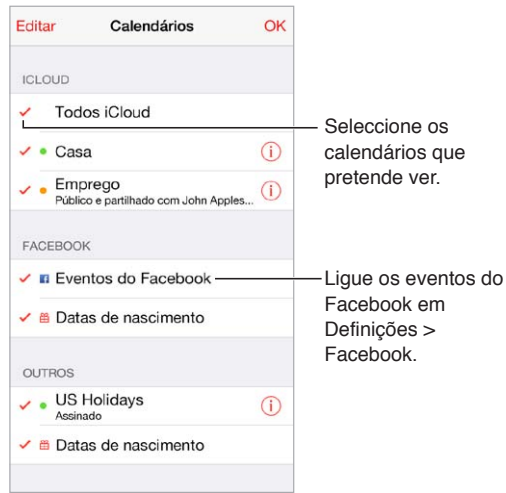 Editar Calendários OK
ICLOUD
Todos iCloud
Casa
Emprego
Público e partilhado com John Apples...
FACEBOOK
Eventos do Facebook
Datas de nascimento
OUTROS
US Holidays
Assinado
Datas de nascimento
Seleccione os
calendários que
pretende ver.
Ligue os eventos do
Facebook em
Definições >
Facebook.